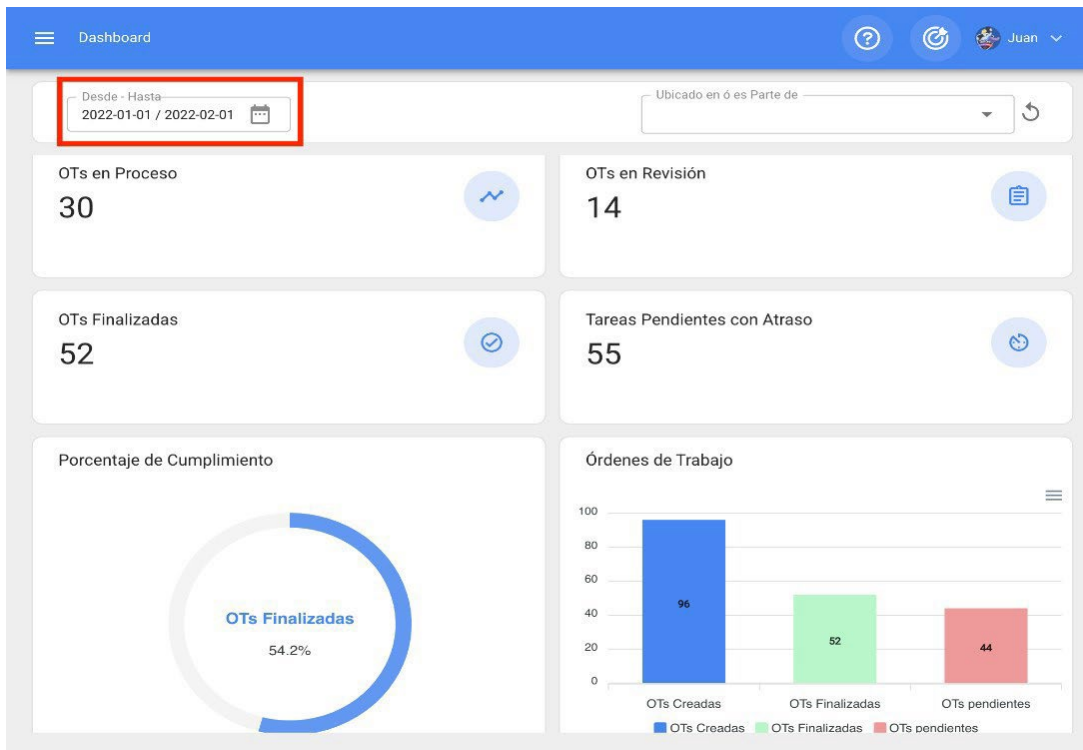 Dashboard
Juan
Desde - Hasta
2022-01-01 / 2022-02-01
Ubicado en ó es Parte de
OTs en Proceso
30
OTs en Revisión
14
OTs Finalizadas
52
Tareas Pendientes con Atraso
55
Porcentaje de Cumplimiento
OTs Finalizadas
54.2%
Órdenes de Trabajo
100
80
60
40
20
0
96
52
44
OTs Creadas OTs Finalizadas OTs pendientes
OTs Creadas OTs Finalizadas OTs pendientes